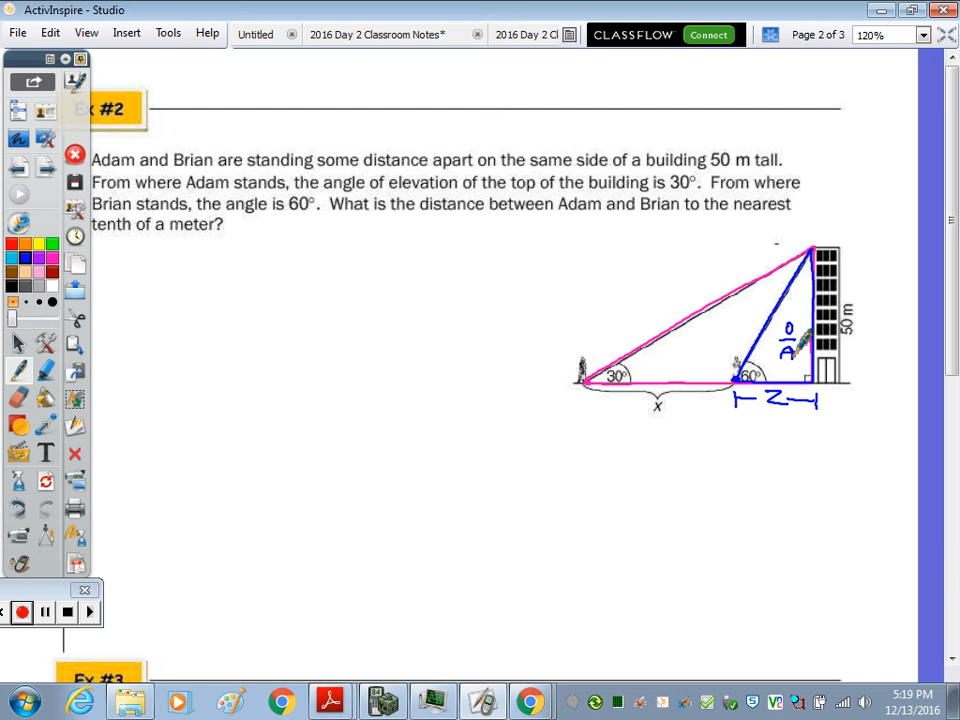 ActivInspire - Studio
File Edit View Insert Tools Help Untitled 2016 Day 2 Classroom Notes* 2016 Day 2 Cl CLASSFLOW Connect Page 2 of 3 120%
Ex #2
Adam and Brian are standing some distance apart on the same side of a building 50 m tall.
From where Adam stands, the angle of elevation of the top of the building is 30°. From where
Brian stands, the angle is 60°. What is the distance between Adam and Brian to the nearest
tenth of a meter?
50 m
O
A
30°
60°
x
Z
Ex #3
5:19 PM
12/13/2016